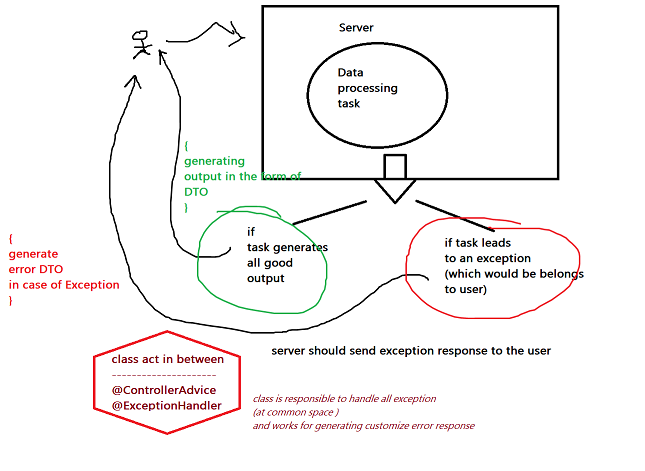 Server
Data
processing
task
{
generating
output in the form of
DTO
}
if
task generates
all good
output
if task leads
to an exception
(which would be belongs
to user)
{
generate
error DTO
in case of Exception
}
server should send exception response to the user
class act in between
----------------------
@ControllerAdvice
@ExceptionHandler
class is responsible to handle all exception
(at common space )
and works for generating customize error response